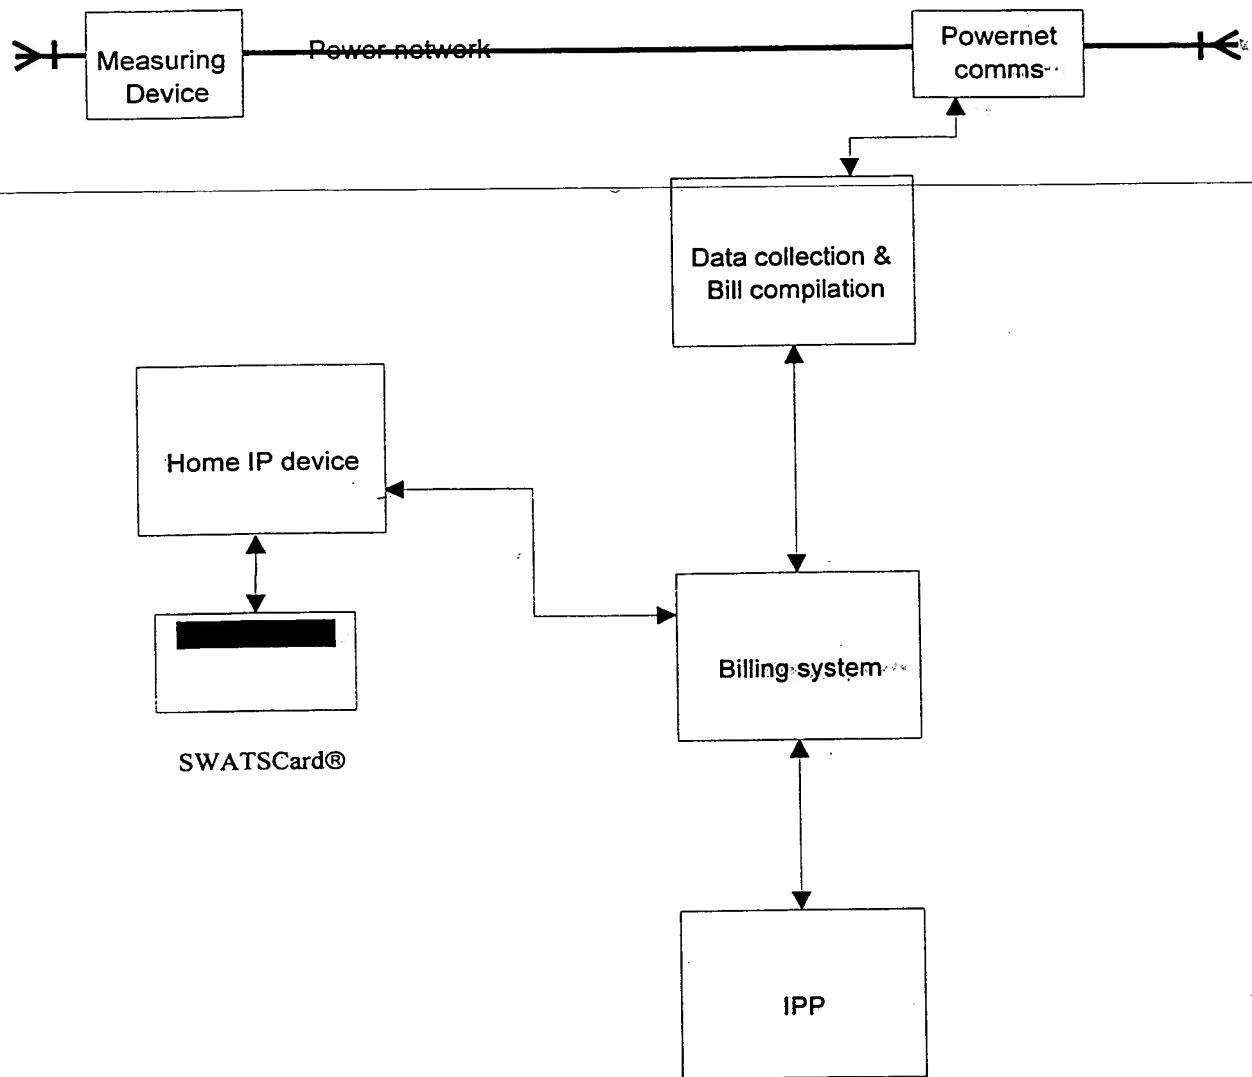 Measuring
Device
Power network
Powernet
comms
Data collection &
Bill compilation
Home IP device
Billing system
SWATSCard®
IPP